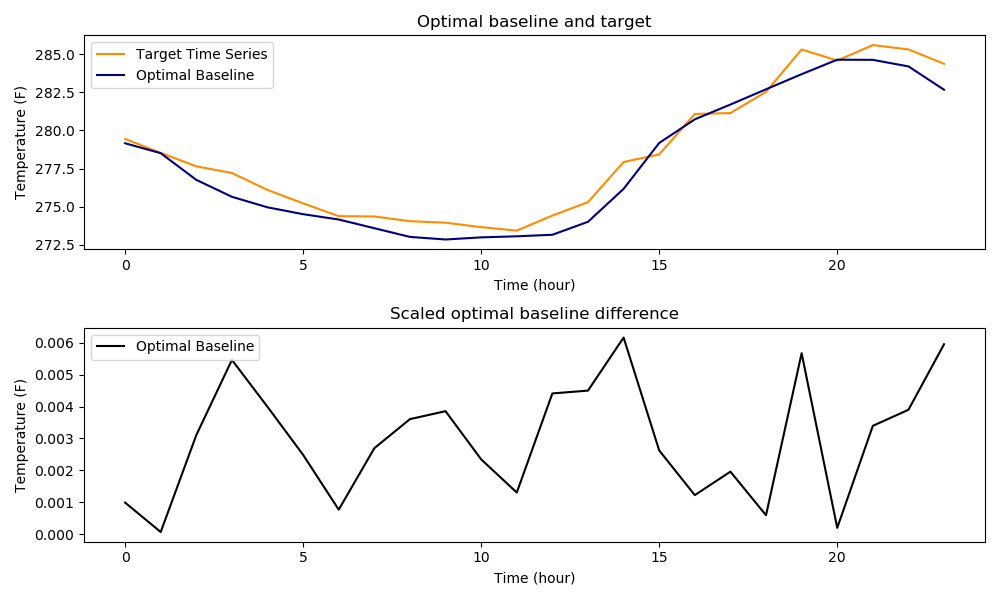 Optimal baseline and target
Target Time Series
Optimal Baseline
Temperature (F)
285.0
282.5
280.0
277.5
275.0
272.5
0 5 10 15 20
Time (hour)
Scaled optimal baseline difference
Optimal Baseline
Temperature (F)
0.006
0.005
0.004
0.003
0.002
0.001
0.000
0 5 10 15 20
Time (hour)